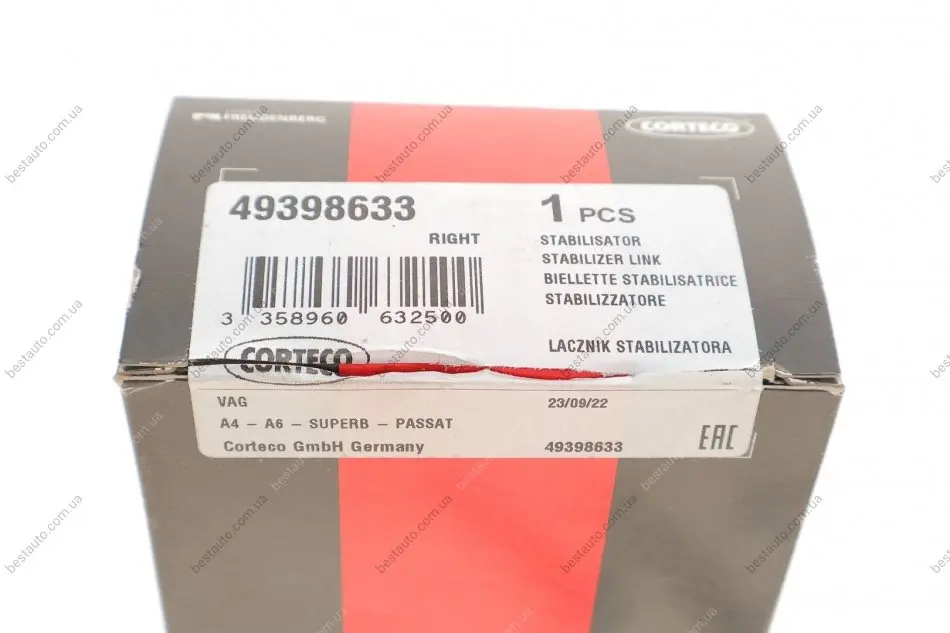 FREUDENBERG
CORTECO
49398633
1 PCS
RIGHT
STABILISATOR
STABILIZER LINK
BIELLETTE STABILISATRICE
STABILIZZATORE
3 358960 632500
LACZNIK STABILIZATORA
CORTECO
VAG
23/09/22
A4 - A6 - SUPERB - PASSAT
Corteco GmbH Germany
49398633
EAC
bestauto.com.ua